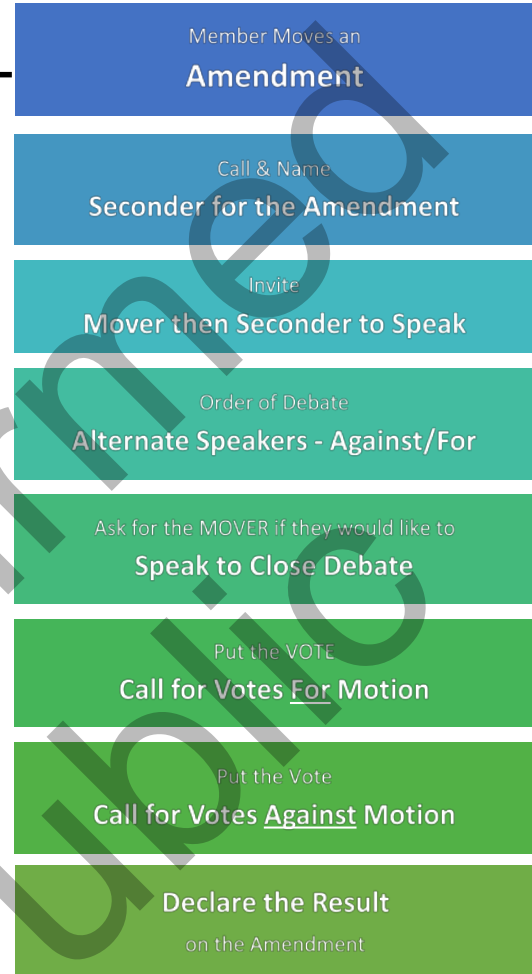 Member Moves an
Amendment
Call & Name
Seconder for the Amendment
Invite
Mover then Seconder to Speak
Order of Debate
Alternate Speakers - Against/For
Ask for the MOVER if they would like to
Speak to Close Debate
Put the VOTE
Call for Votes For Motion
Put the Vote
Call for Votes Against Motion
Declare the Result
on the Amendment